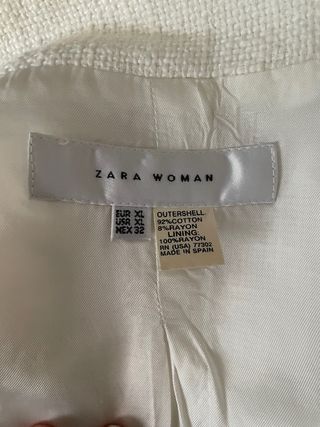 ZARA WOMAN
EUR XL
USR XL
MEX 32
OUTERSHELL.
92%COTTON
8%RAYON
LINING:
100%RAYON
RN (USA) 77302
MADE IN SPAIN